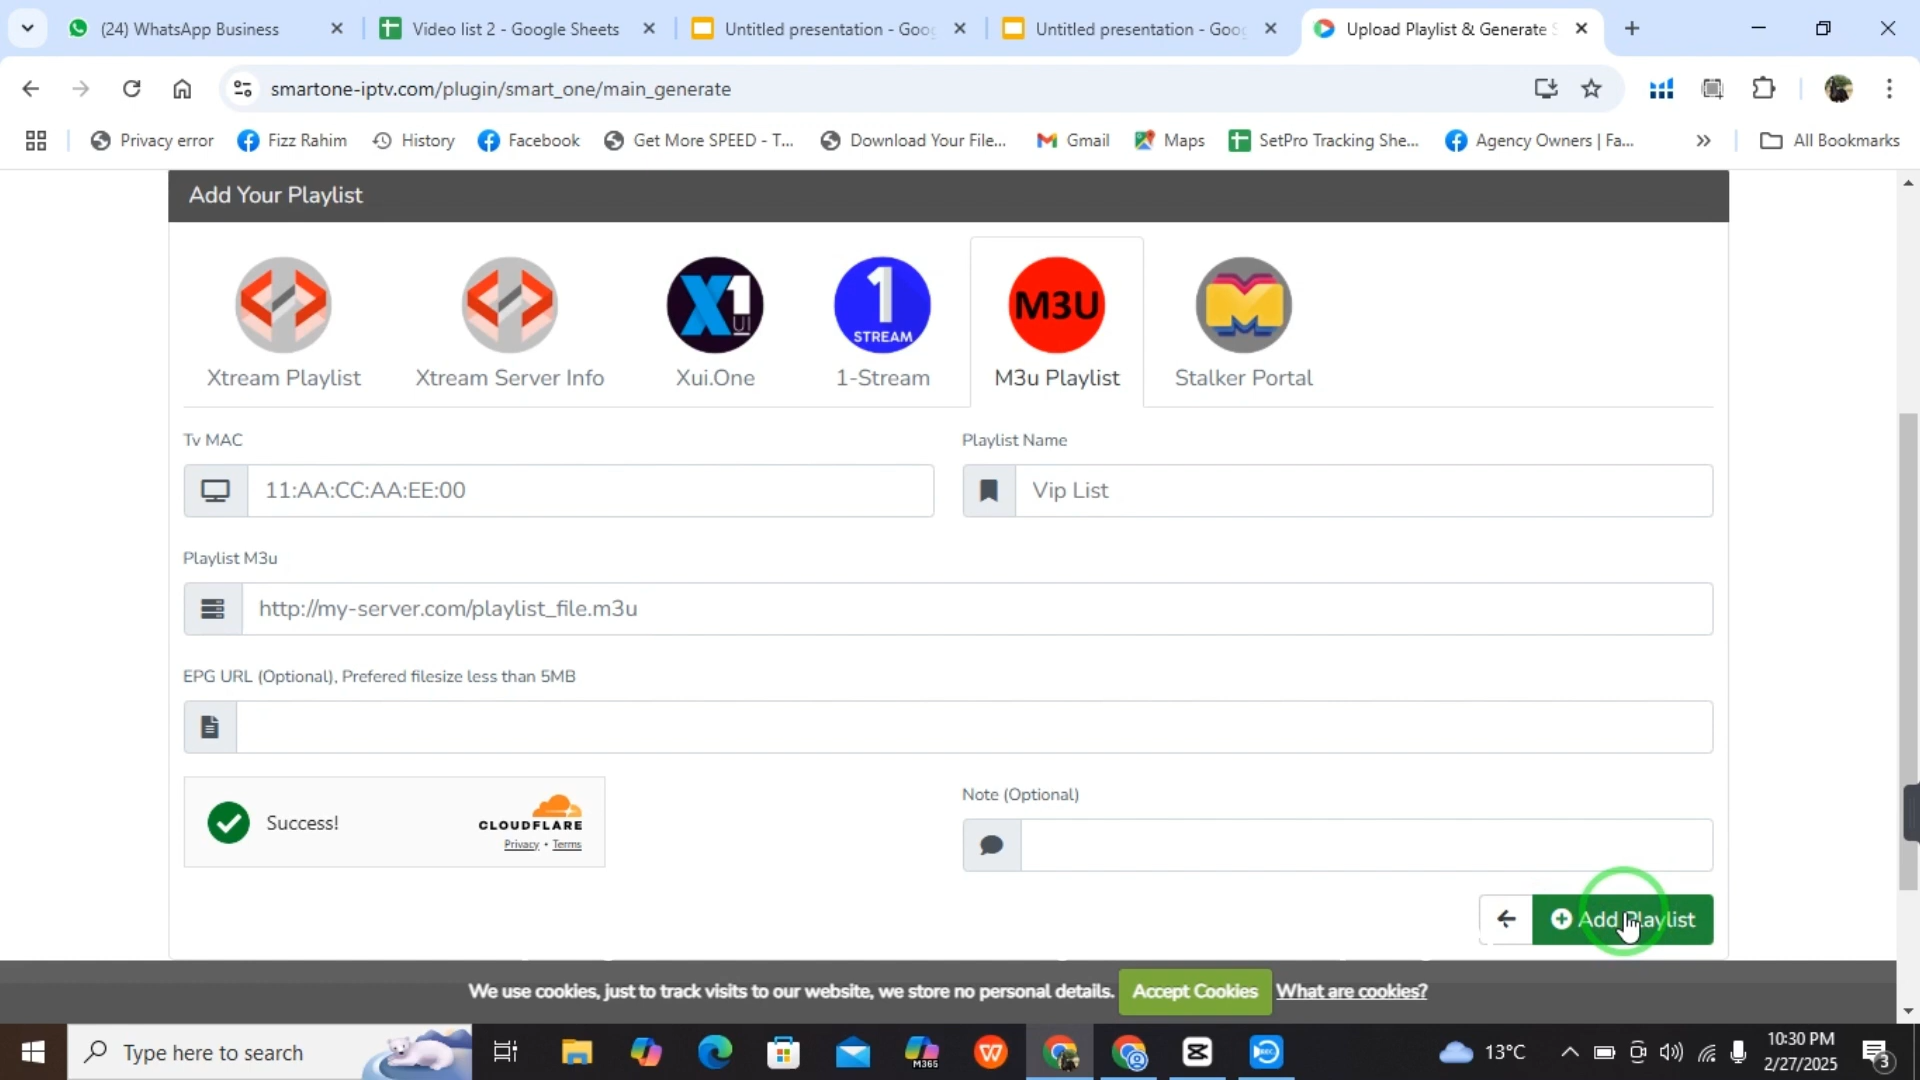 (24) WhatsApp Business
Video list 2 - Google Sheets
Untitled presentation - Goo
Untitled presentation - Goo
Upload Playlist & Generate
smartone-iptv.com/plugin/smart_one/main_generate
Privacy error
Fizz Rahim
History
Facebook
Get More SPEED - T...
Download Your File...
Gmail
Maps
SetPro Tracking She...
Agency Owners | Fa...
All Bookmarks
Add Your Playlist
X1 UI
1 STREAM
M3U
Xtream Playlist
Xtream Server Info
Xui.One
1-Stream
M3u Playlist
Stalker Portal
Tv MAC
Playlist Name
11:AA:CC:AA:EE:00
Vip List
Playlist M3u
http://my-server.com/playlist_file.m3u
EPG URL (Optional), Prefered filesize less than 5MB
Note (Optional)
Success!
CLOUDFLARE
Privacy • Terms
Add Playlist
We use cookies, just to track visits to our website, we store no personal details.
Accept Cookies
What are cookies?
Type here to search
M365
REC
13°C
10:30 PM
2/27/2025
3